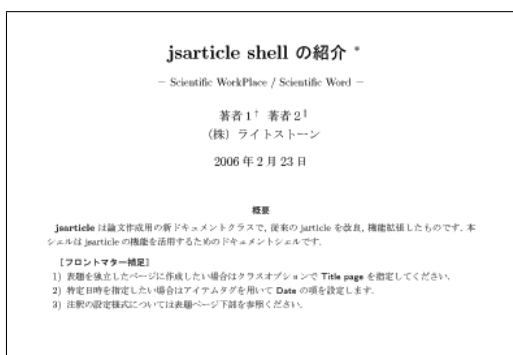 jsarticle shell の紹介 *
– Scientific WorkPlace / Scientific Word –
著者1† 著者2‡
(株) ライトストーン
2006 年 2 月 23 日
概要
jsarticle は論文作成用の新ドキュメントクラスで, 従来の jarticle を改良, 機能拡張したものです. 本
シェルは jsarticle の機能を活用するためのドキュメントシェルです.
[フロントマター補足]
1) 表題を独立したページに作成したい場合はクラスオプションで Title page を指定してください.
2) 特定日時を指定したい場合はアイテムタグを用いて Date の項を設定します.
3) 注釈の設定様式については表題ページ下部を参照ください.